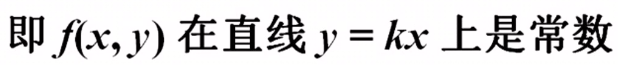 即 f(x, y) 在直线 y = kx 上是常数